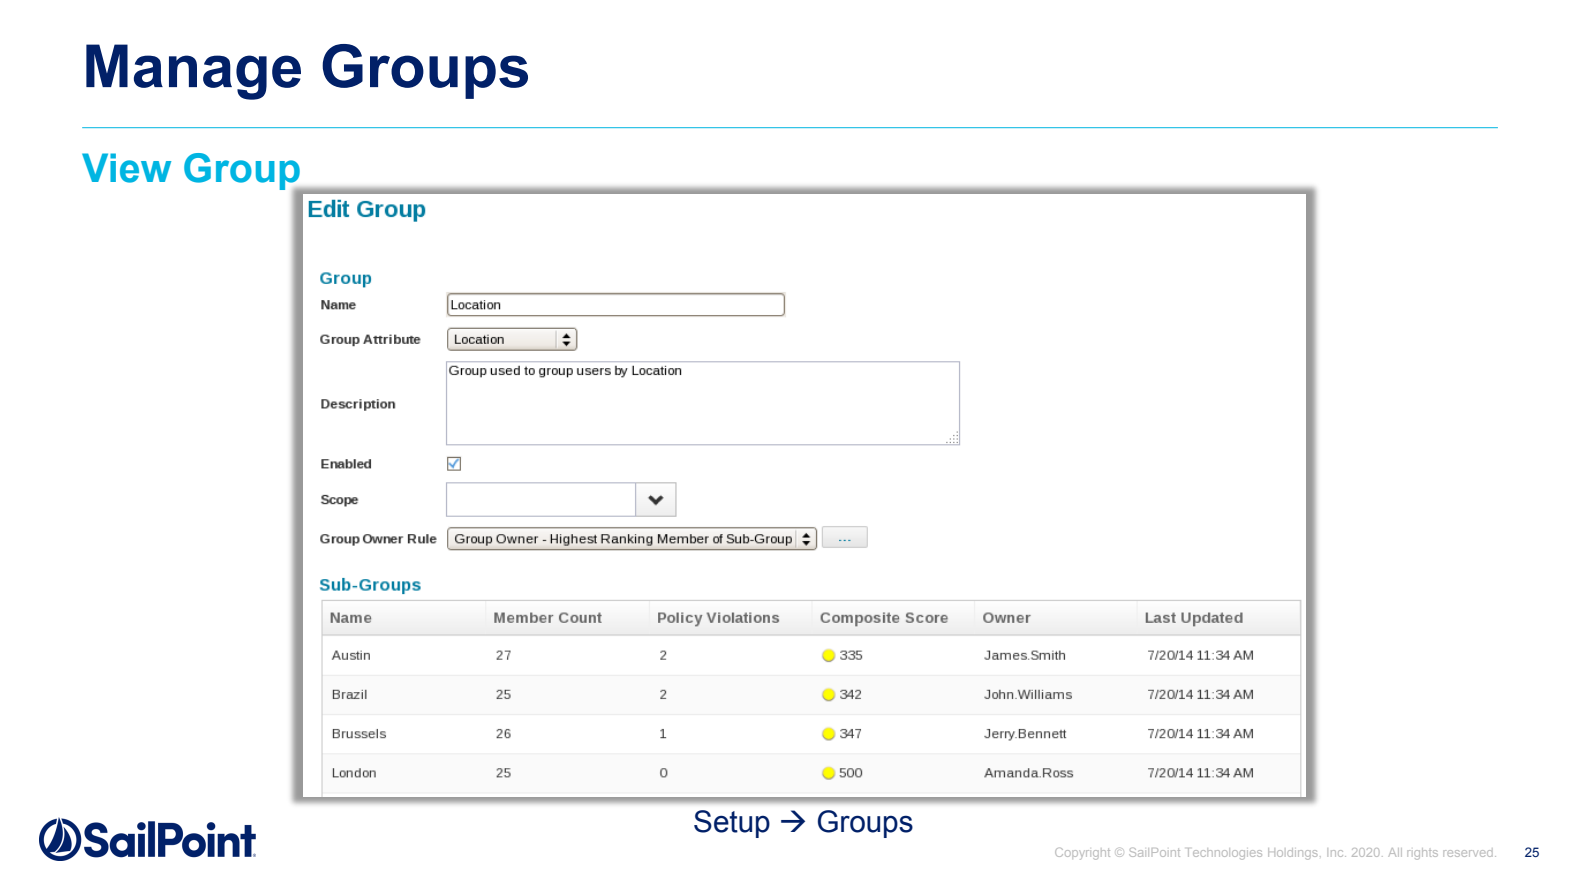 Manage Groups
View Group
Edit Group
Group
Name Location
Group Attribute Location
Group used to group users by Location
Description
Enabled
Scope
Group Owner Rule Group Owner - Highest Ranking Member of Sub-Group ...
Sub-Groups
Name Member Count Policy Violations Composite Score Owner Last Updated
Austin 27 2 335 James.Smith 7/20/14 11:34 AM
Brazil 25 2 342 John.Williams 7/20/14 11:34 AM
Brussels 26 1 347 Jerry.Bennett 7/20/14 11:34 AM
London 25 0 500 Amanda.Ross 7/20/14 11:34 AM
Setup → Groups
SailPoint
Copyright © SailPoint Technologies Holdings, Inc. 2020. All rights reserved. 25